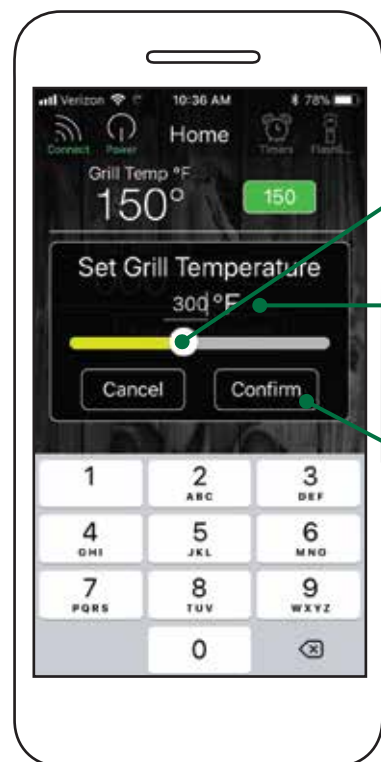 Verizon 10:36 AM 78%
Home
Connect Power Timers
Grill Temp °F
150° 150
Set Grill Temperature
300 °F
Cancel Confirm
1 2 3
ABC DEF
4 5 6
GHI JKL MNO
7 8 9
PQRS TUV WXYZ
0